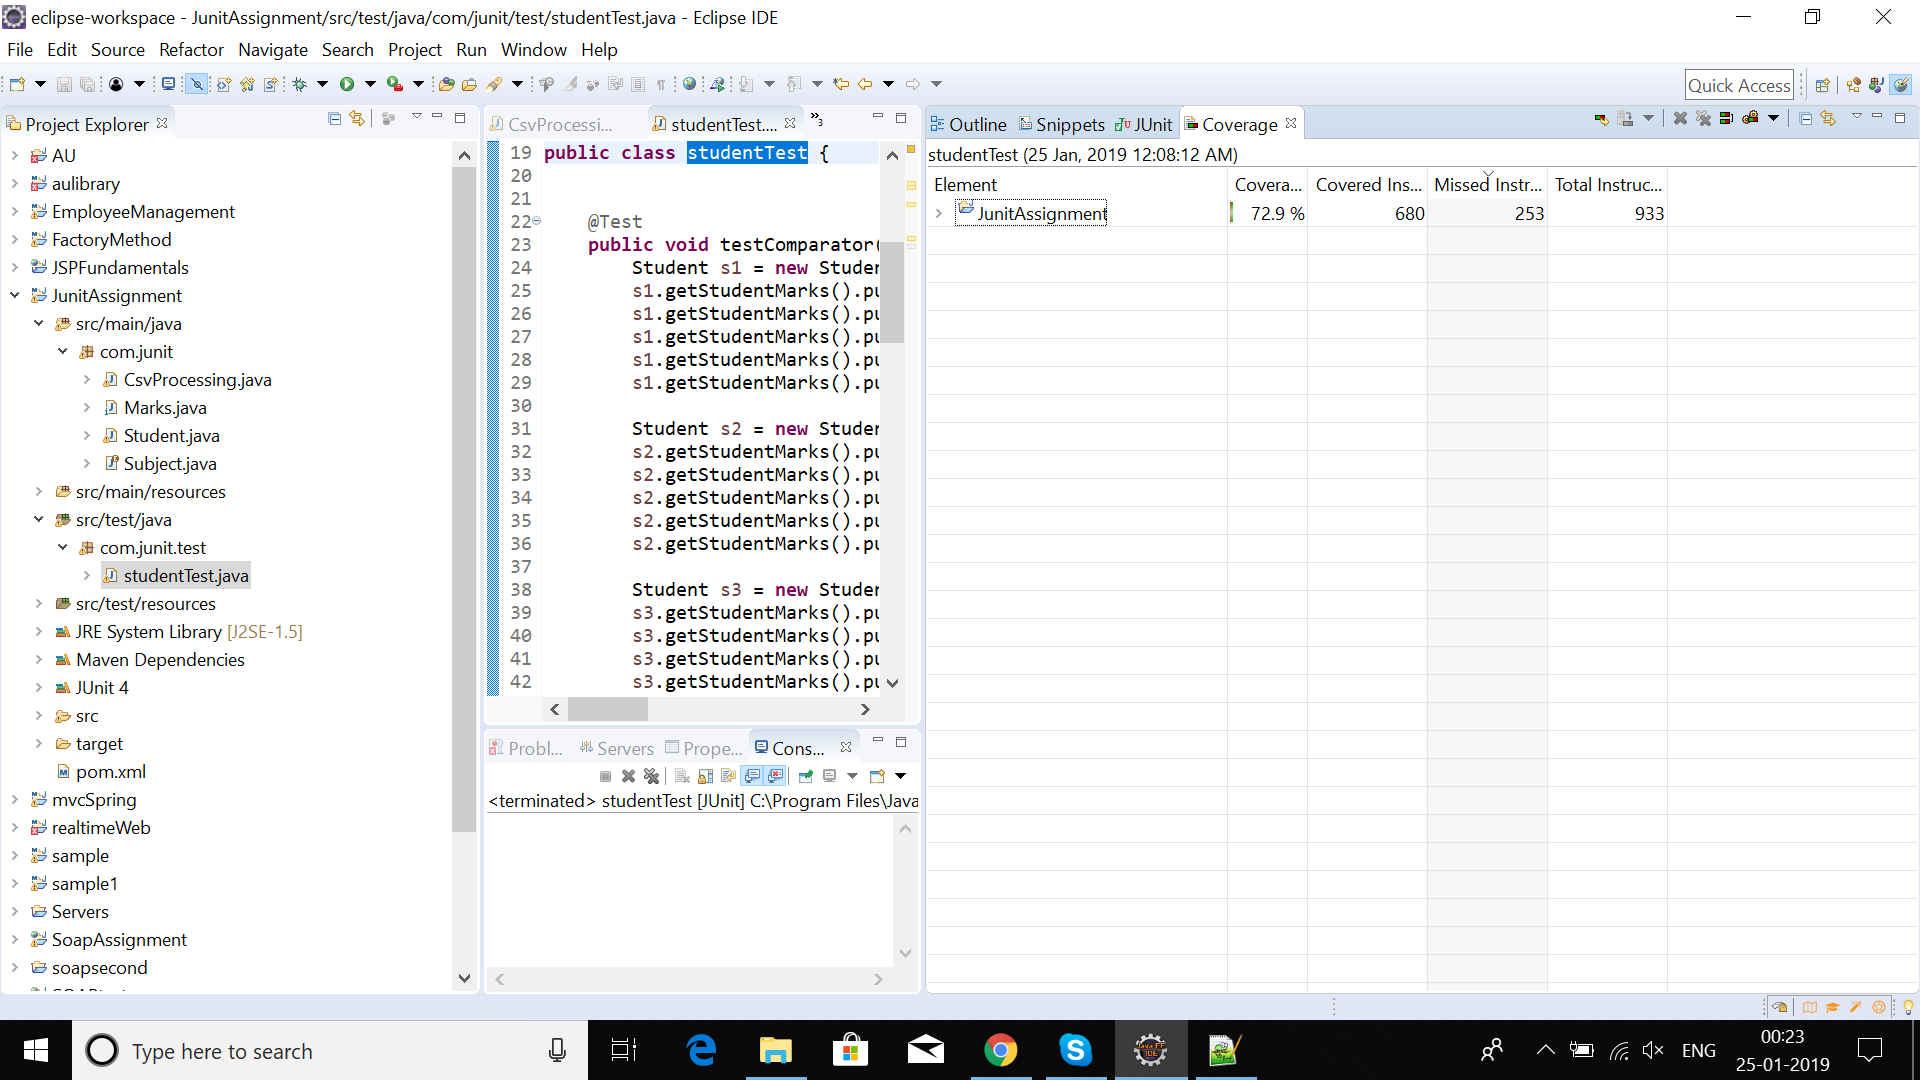 eclipse-workspace - JunitAssignment/src/test/java/com/junit/test/studentTest.java - Eclipse IDE
File Edit Source Refactor Navigate Search Project Run Window Help
Quick Access
Project Explorer
AU
aulibrary
EmployeeManagement
FactoryMethod
JSPFundamentals
JunitAssignment
src/main/java
com.junit
CsvProcessing.java
Marks.java
Student.java
Subject.java
src/main/resources
src/test/java
com.junit.test
studentTest.java
src/test/resources
JRE System Library [J2SE-1.5]
Maven Dependencies
JUnit 4
src
target
pom.xml
mvcSpring
realtimeWeb
sample
sample1
Servers
SoapAssignment
soapsecond
CsvProcessi... studentTest.... »3
19 public class studentTest {
20
21
22 @Test
23 public void testComparator(
24 Student s1 = new Studer
25 s1.getStudentMarks().pu
26 s1.getStudentMarks().pu
27 s1.getStudentMarks().pu
28 s1.getStudentMarks().pu
29 s1.getStudentMarks().pu
30
31 Student s2 = new Studer
32 s2.getStudentMarks().pu
33 s2.getStudentMarks().pu
34 s2.getStudentMarks().pu
35 s2.getStudentMarks().pu
36 s2.getStudentMarks().pu
37
38 Student s3 = new Studer
39 s3.getStudentMarks().pu
40 s3.getStudentMarks().pu
41 s3.getStudentMarks().pu
42 s3.getStudentMarks().pu
Probl... Servers Prope... Cons...
<terminated> studentTest [JUnit] C:\Program Files\Java
Outline Snippets JUnit Coverage
studentTest (25 Jan, 2019 12:08:12 AM)
Element Covera... Covered Ins... Missed Instr... Total Instruc...
JunitAssignment 72.9 % 680 253 933
Type here to search
ENG
00:23
25-01-2019